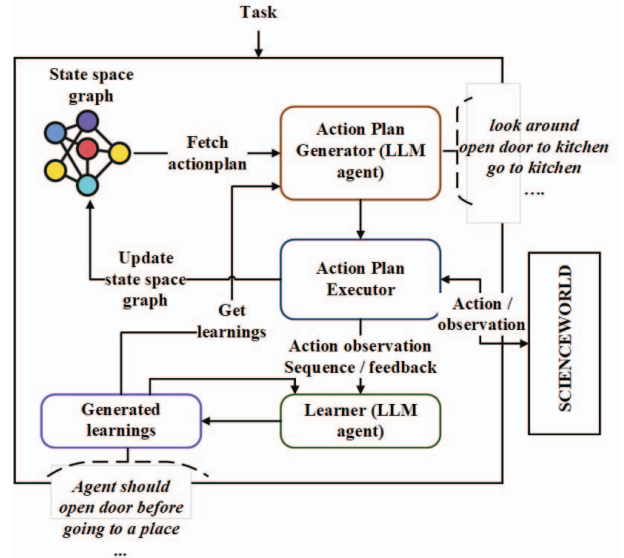 Task
State space
graph
Fetch
actionplan
Action Plan
Generator (LLM
agent)
look around
open door to kitchen
go to kitchen
....
Update
state space
graph
Get
learnings
Action Plan
Executor
Action /
observation
SCIENCEWORLD
Action observation
Sequence / feedback
Generated
learnings
Learner (LLM
agent)
Agent should
open door before
going to a place
...